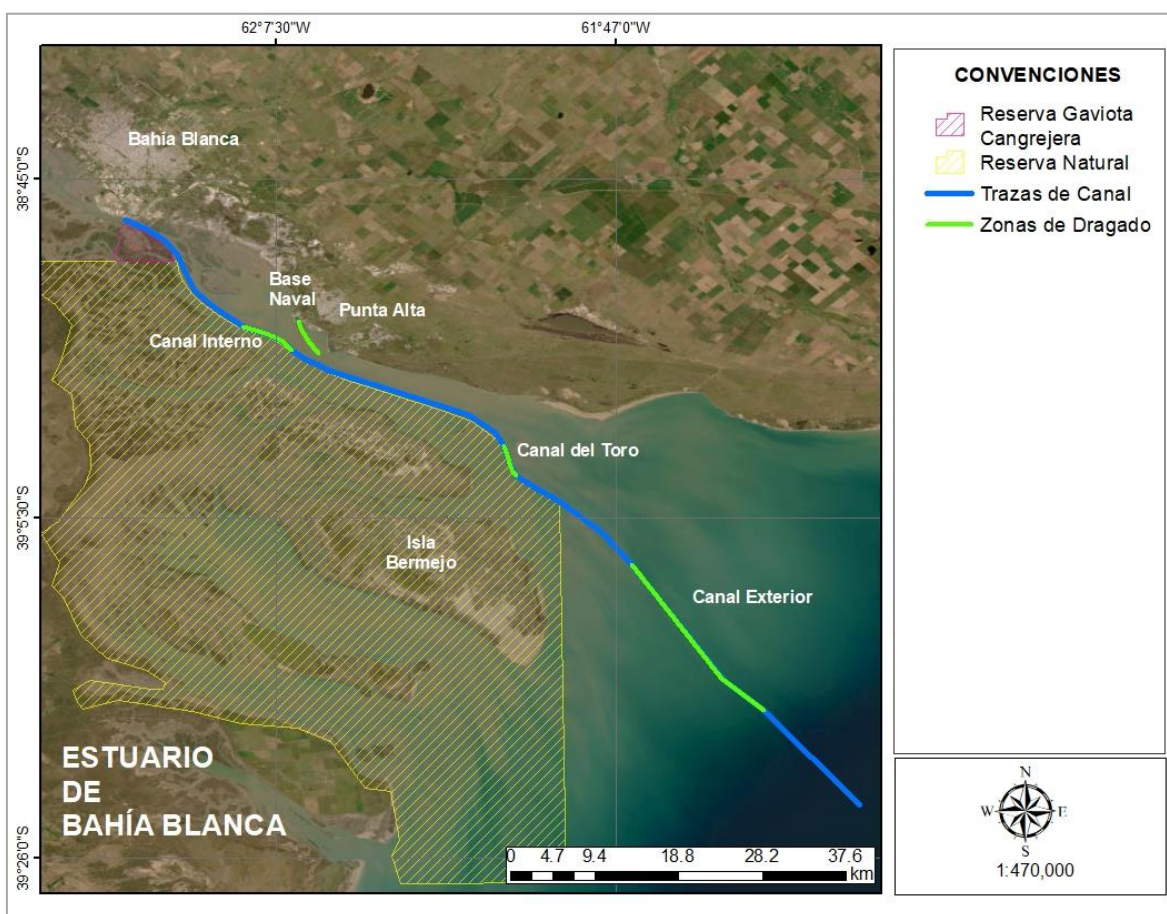 62°7'30"W
61°47'0"W
38°45'0"S
39°5'30"S
39°26'0"S
Bahía Blanca
Base
Naval
Punta Alta
Canal Interno
Canal del Toro
Isla
Bermejo
Canal Exterior
ESTUARIO
DE
BAHÍA BLANCA
0 4.7 9.4 18.8 28.2 37.6
km
CONVENCIONES
Reserva Gaviota
Cangrejera
Reserva Natural
Trazas de Canal
Zonas de Dragado
N
W E
S
1:470,000